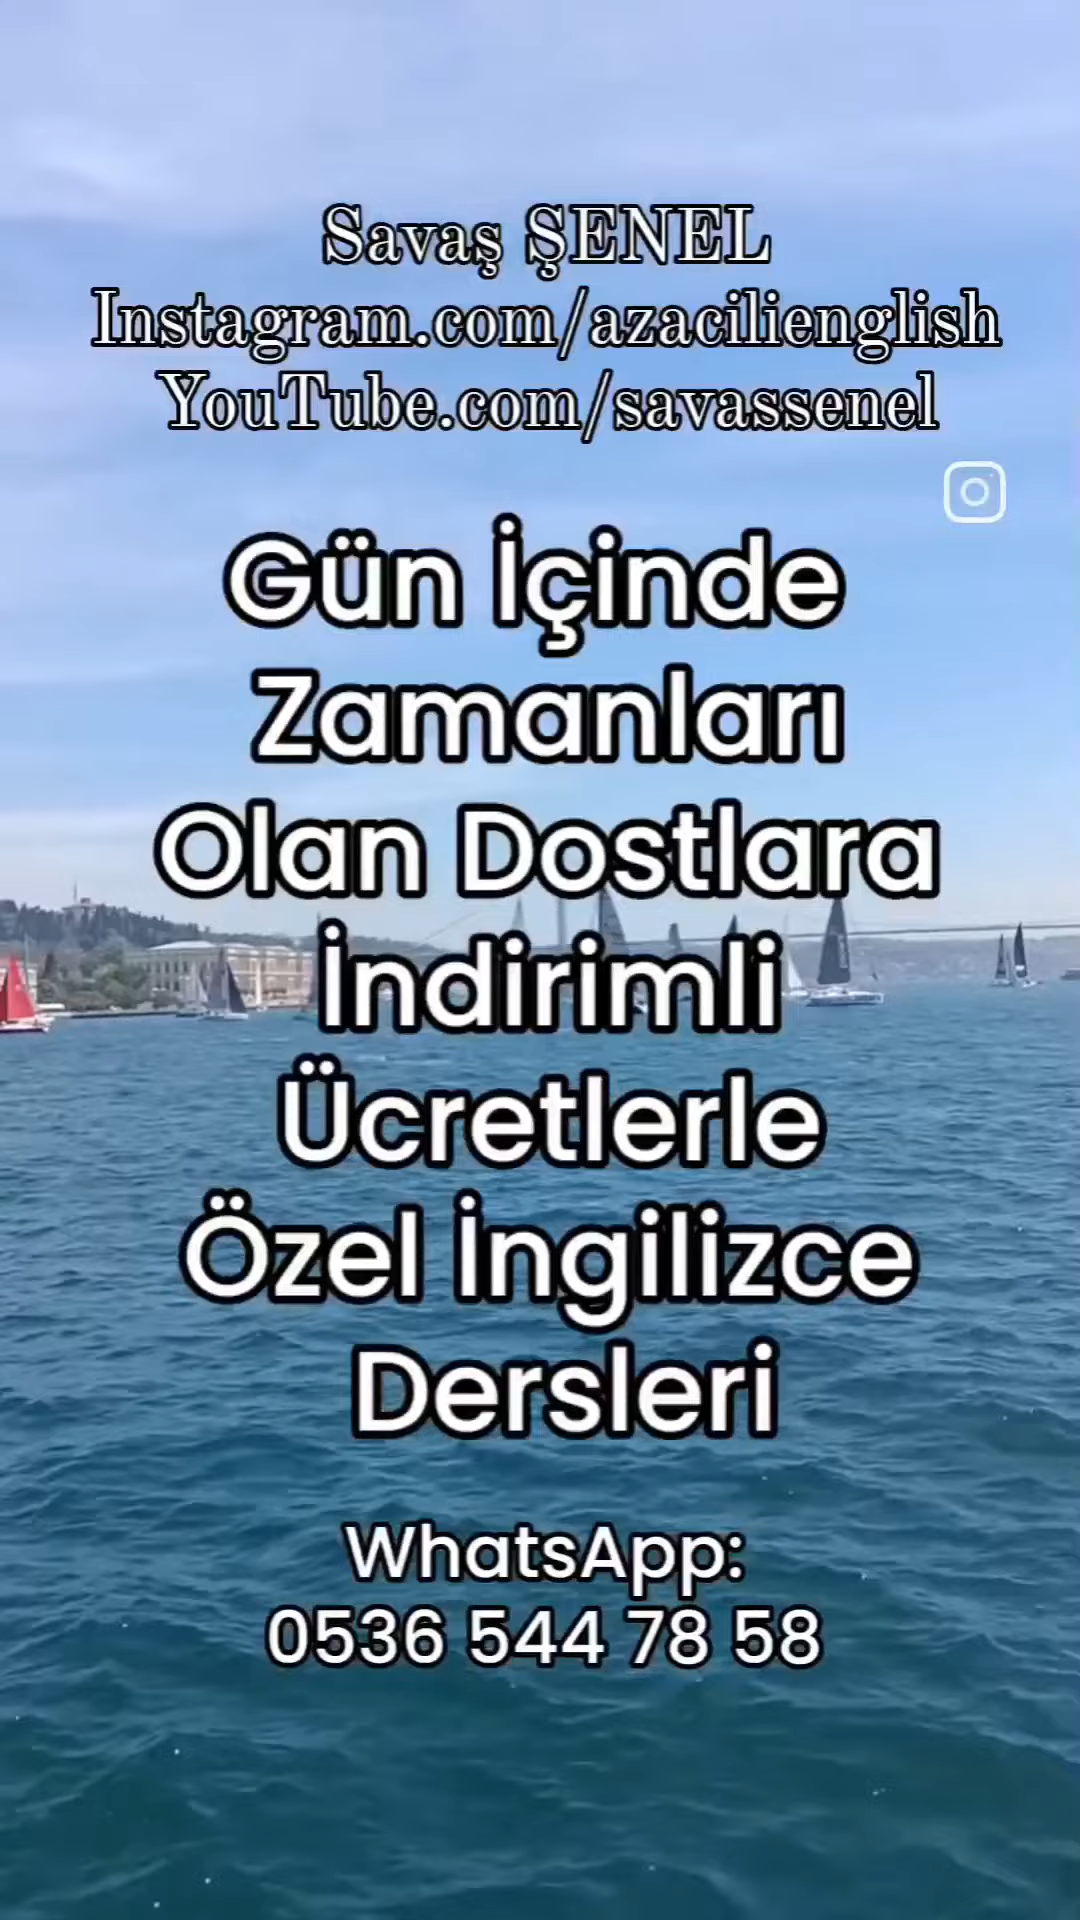 Savaş ŞENEL
Instagram.com/azacilienglish
YouTube.com/savassenel
Gün İçinde
Zamanları
Olan Dostlara
İndirimli
Ücretlerle
Özel İngilizce
Dersleri
WhatsApp:
0536 544 78 58